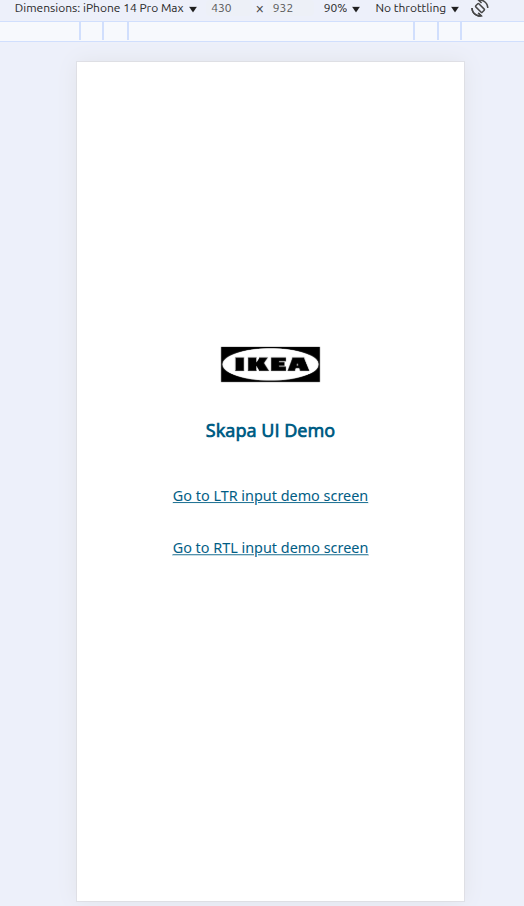 Dimensions: iPhone 14 Pro Max ▼ 430 x 932 90% ▼ No throttling ▼
IKEA
Skapa UI Demo
Go to LTR input demo screen
Go to RTL input demo screen